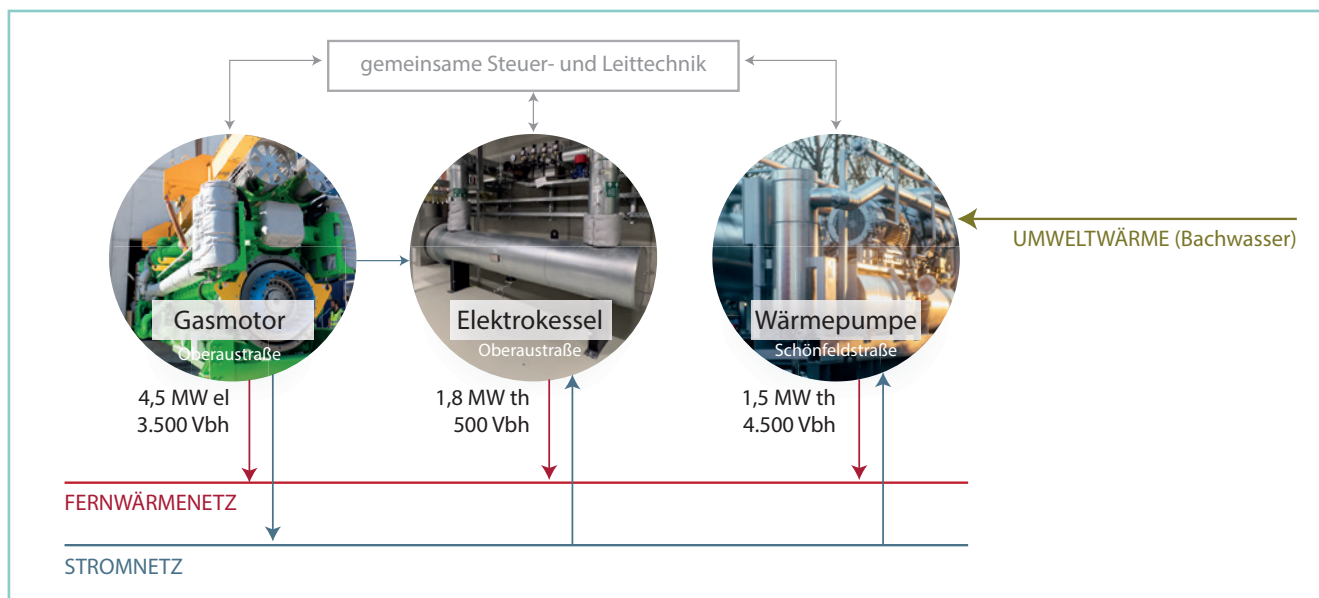 gemeinsame Steuer- und Leittechnik
UMWELTWÄRME (Bachwasser)
Gasmotor
Oberaustraße
Elektrokessel
Oberaustraße
Wärmepumpe
Schönfeldstraße
4,5 MW el
3.500 Vbh
1,8 MW th
500 Vbh
1,5 MW th
4.500 Vbh
FERNWÄRMENETZ
STROMNETZ